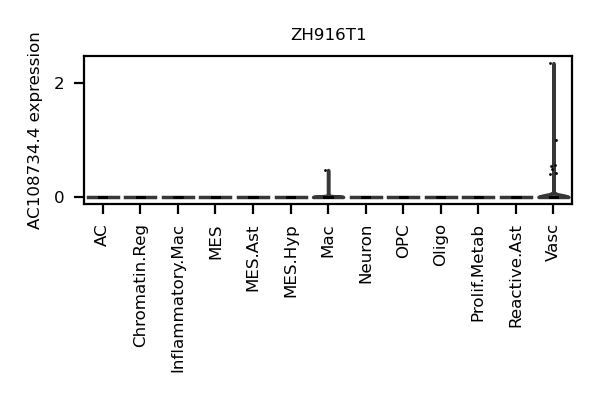 ZH916T1
AC108734.4 expression
2
0
AC
Chromatin.Reg
Inflammatory.Mac
MES
MES.Ast
MES.Hyp
Mac
Neuron
OPC
Oligo
Prolif.Metab
Reactive.Ast
Vasc